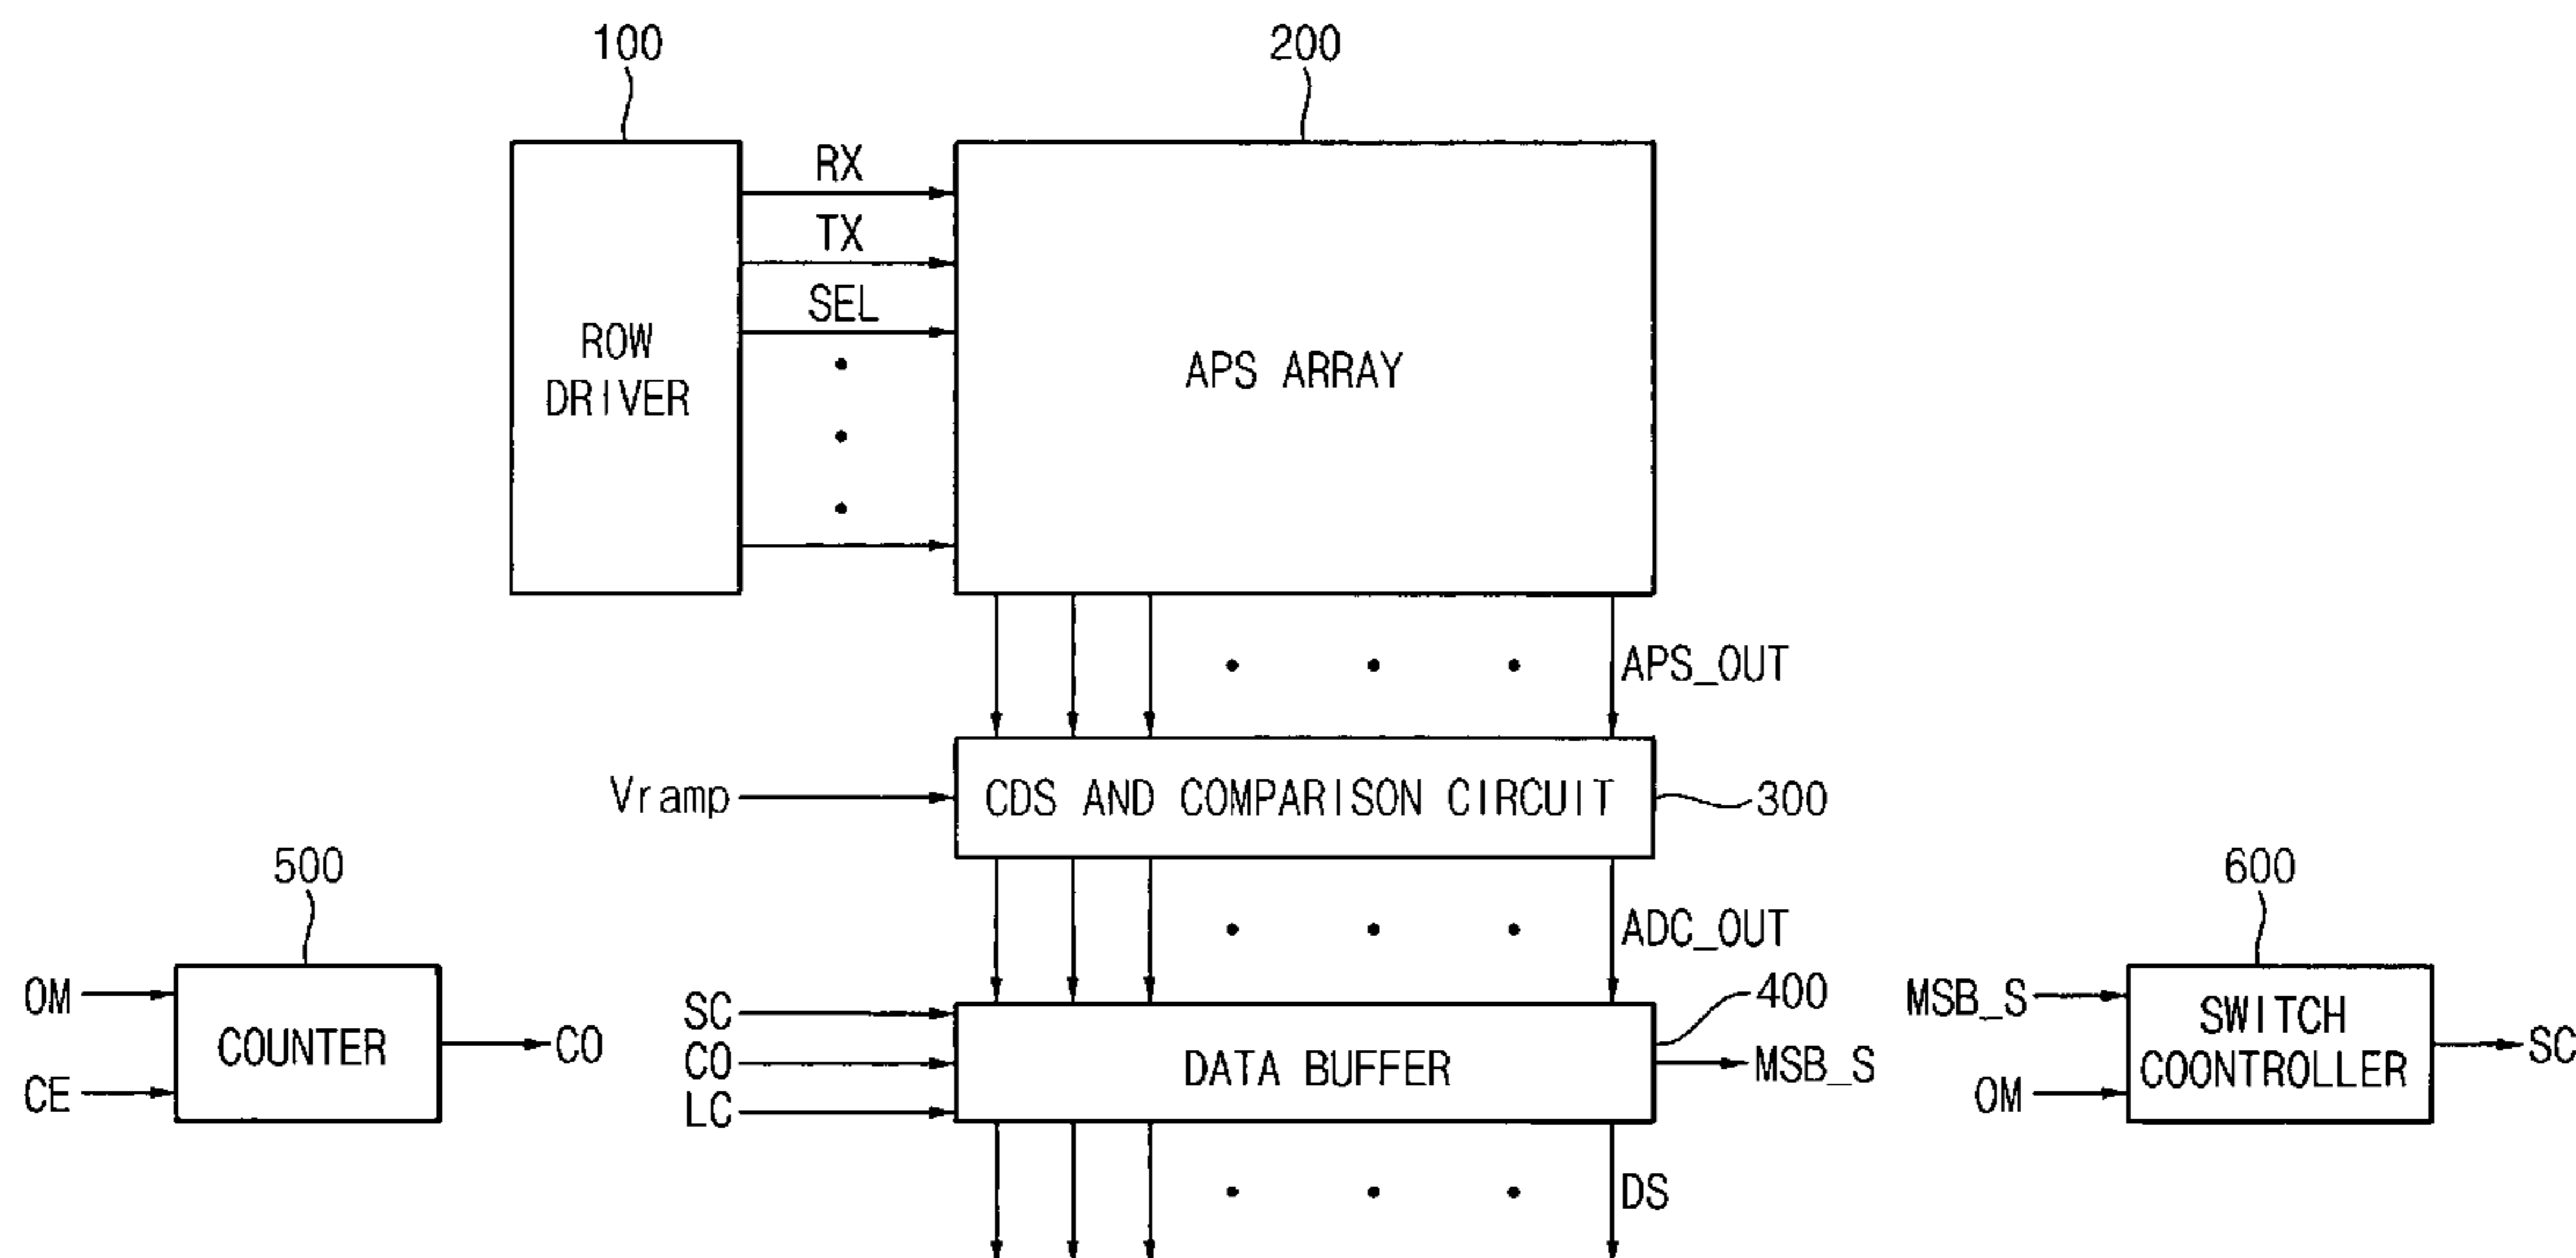 100
200
RX
TX
SEL
ROW
DRIVER
APS ARRAY
APS_OUT
Vramp
CDS AND COMPARISON CIRCUIT
300
500
600
ADC_OUT
OM
CE
COUNTER
CO
SC
CO
LC
DATA BUFFER
400
MSB_S
MSB_S
OM
SWITCH
COONTROLLER
SC
DS